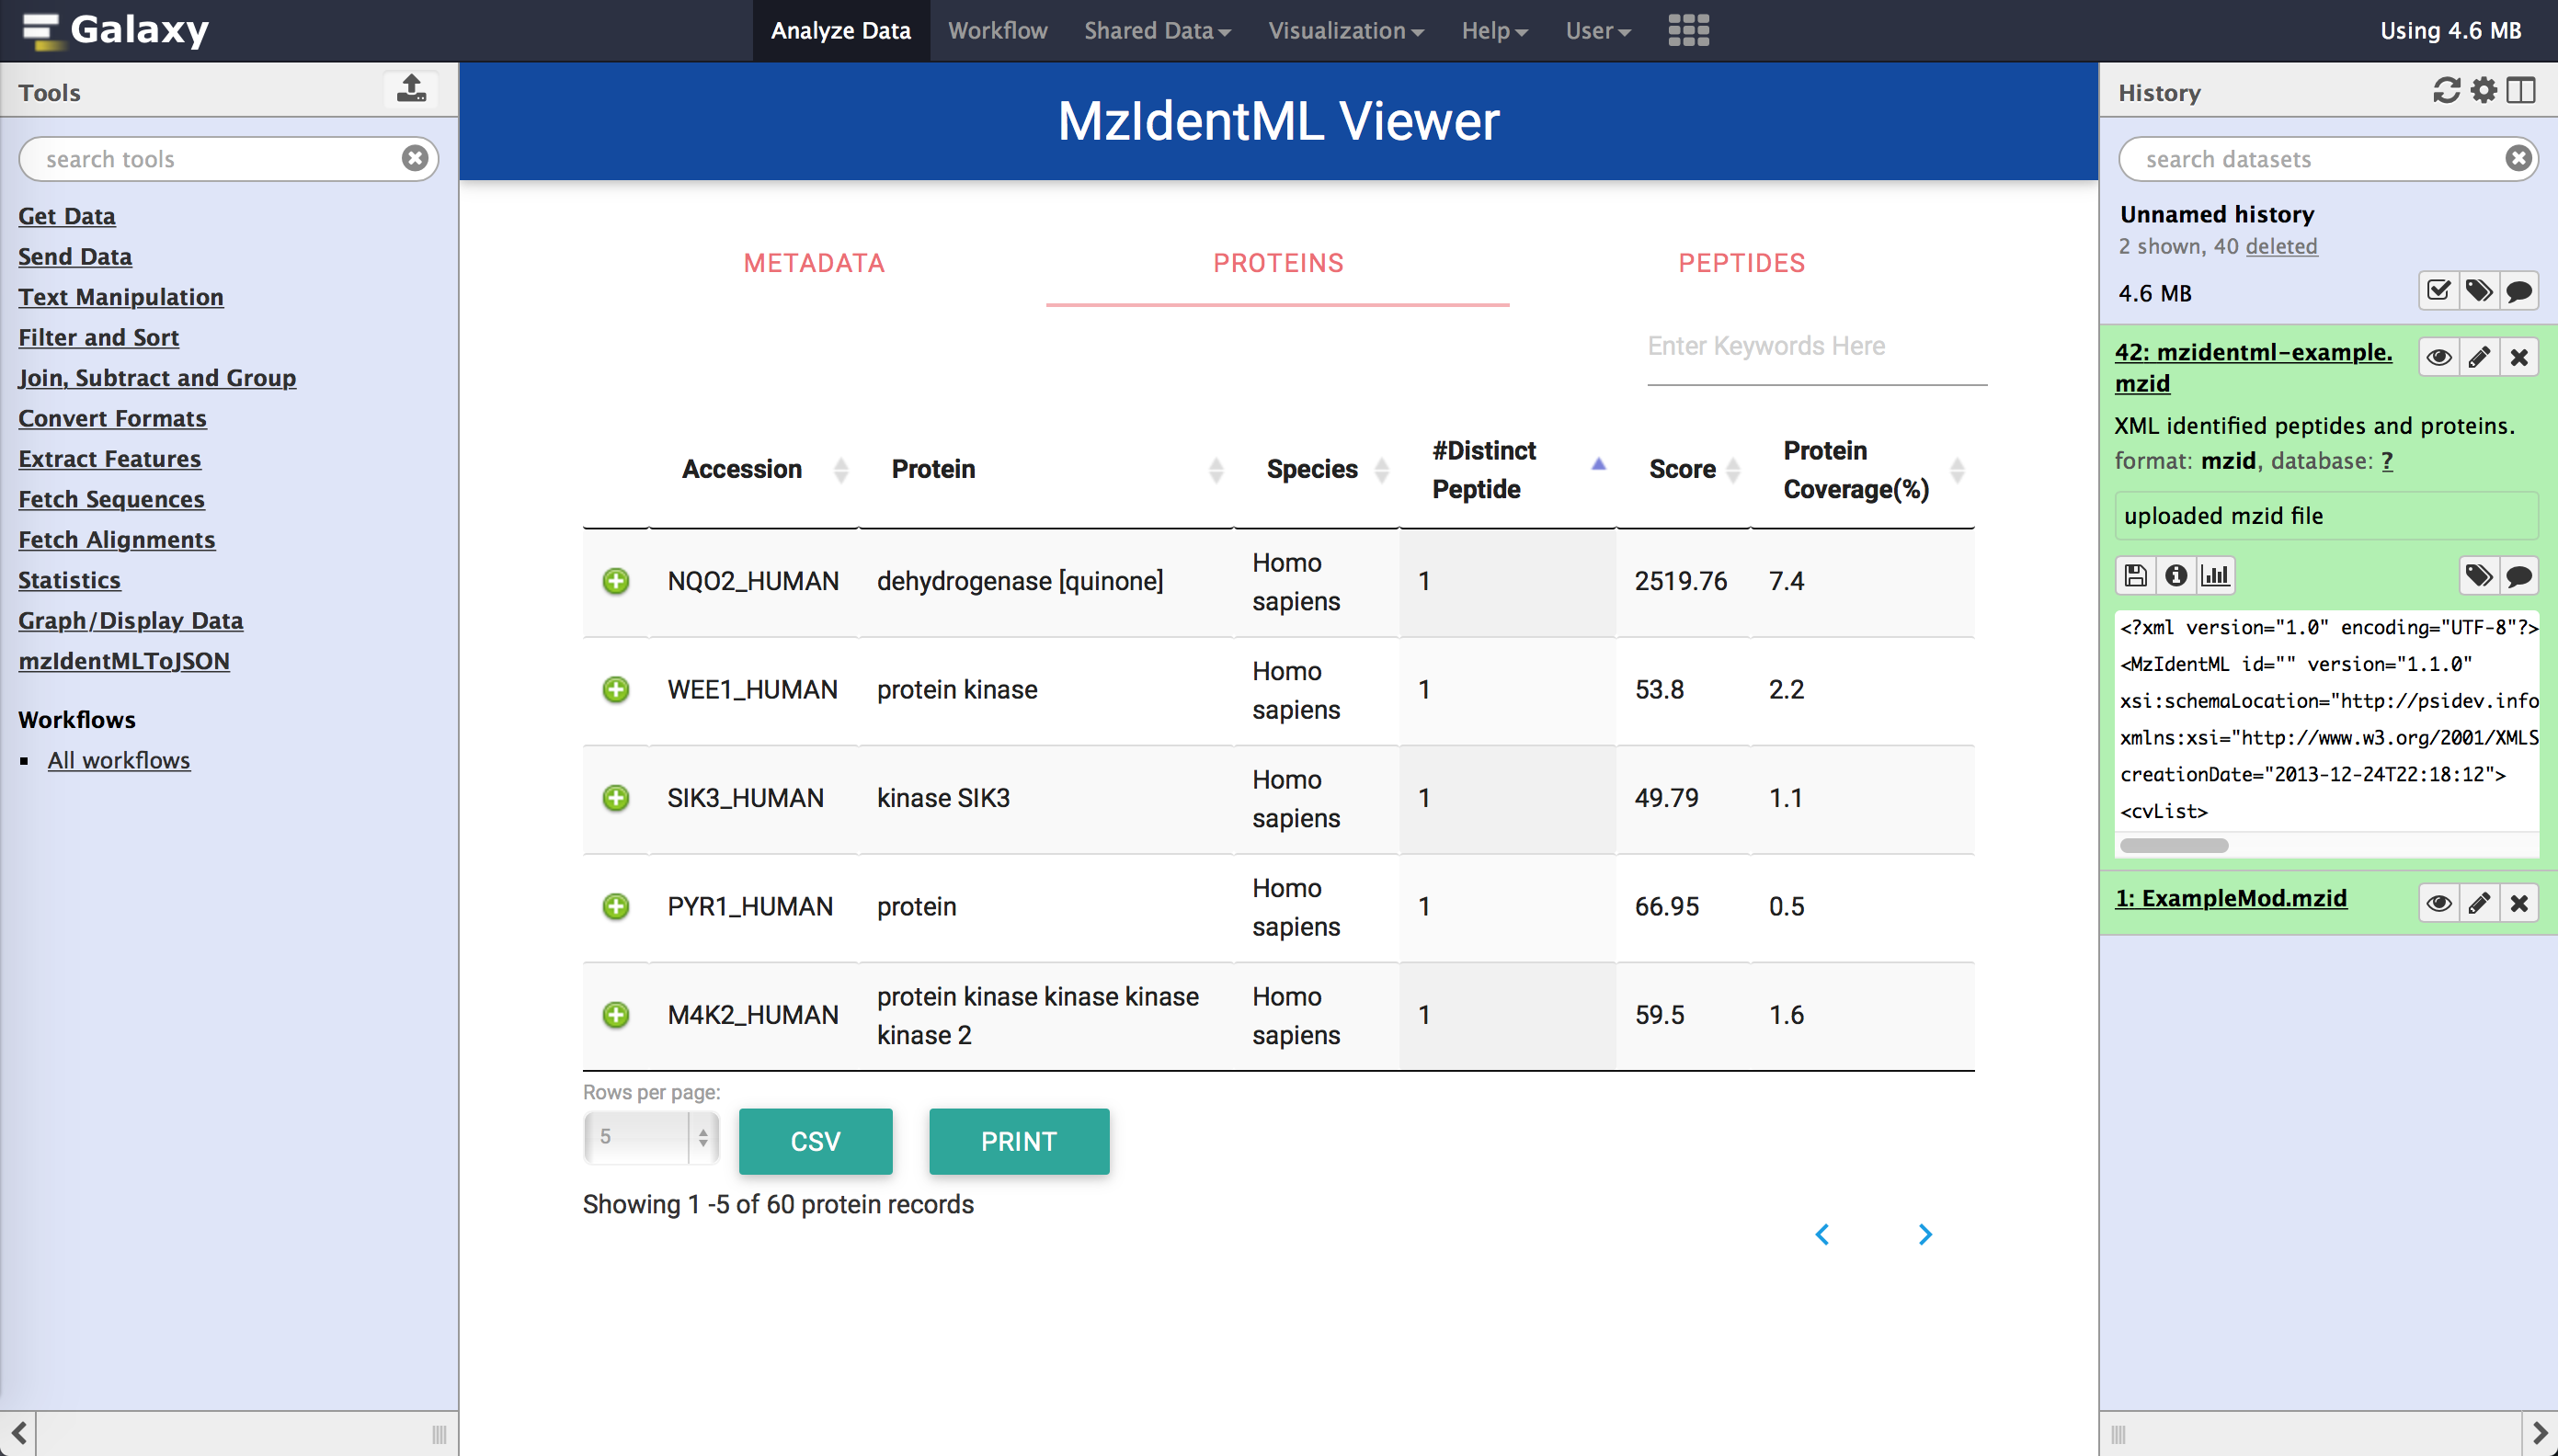 Galaxy
Analyze Data Workflow Shared Data Visualization Help User
Using 4.6 MB
Tools
search tools
Get Data
Send Data
Text Manipulation
Filter and Sort
Join, Subtract and Group
Convert Formats
Extract Features
Fetch Sequences
Fetch Alignments
Statistics
Graph/Display Data
mzIdentMLToJSON
Workflows
All workflows
MzIdentML Viewer
METADATA PROTEINS PEPTIDES
Enter Keywords Here
Accession Protein Species #Distinct Peptide Score Protein Coverage(%)
NQO2_HUMAN dehydrogenase [quinone] Homo sapiens 1 2519.76 7.4
WEE1_HUMAN protein kinase Homo sapiens 1 53.8 2.2
SIK3_HUMAN kinase SIK3 Homo sapiens 1 49.79 1.1
PYR1_HUMAN protein Homo sapiens 1 66.95 0.5
M4K2_HUMAN protein kinase kinase kinase kinase 2 Homo sapiens 1 59.5 1.6
Rows per page:
5
CSV PRINT
Showing 1 -5 of 60 protein records
History
search datasets
Unnamed history
2 shown, 40 deleted
4.6 MB
42: mzidentml-example.
mzid
XML identified peptides and proteins.
format: mzid, database: ?
uploaded mzid file
<?xml version="1.0" encoding="UTF-8"?>
<MzIdentML id="" version="1.1.0"
xsi:schemaLocation="http://psidev.info
xmlns:xsi="http://www.w3.org/2001/XMLS
creationDate="2013-12-24T22:18:12">
<cvList>
1: ExampleMod.mzid